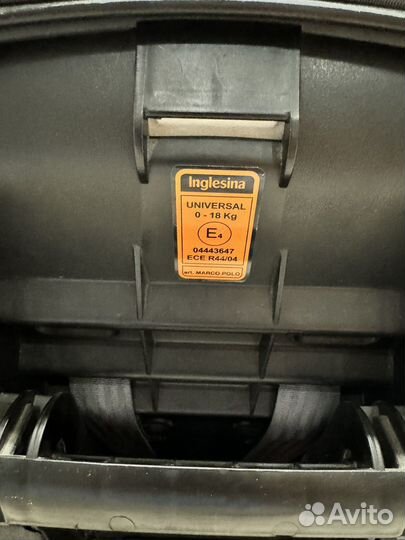 Inglesina
UNIVERSAL
0 - 18 Kg
E4
04443647
ECE R44/04
art. MARCO POLO
Avito